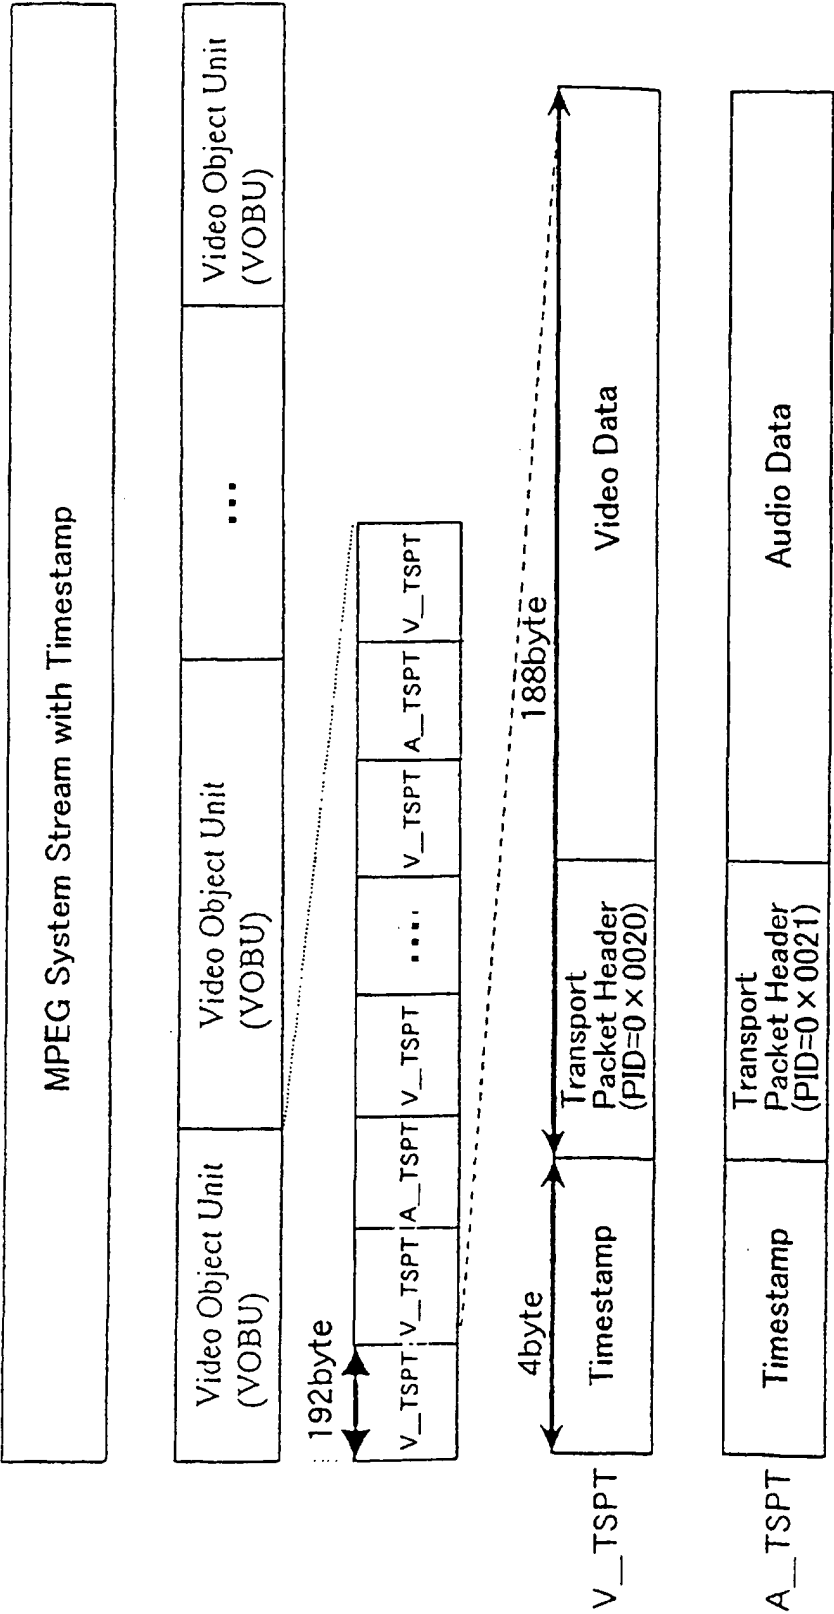 MPEG System Stream with Timestamp
Video Object Unit
(VOBU)
Video Object Unit
(VOBU)
...
Video Object Unit
(VOBU)
192byte
V_TSPT
V_TSPT
A_TSPT
V_TSPT
....
V_TSPT
A_TSPT
V_TSPT
4byte
188byte
V_TSPT
Timestamp
Transport
Packet Header
(PID=0×0020)
Video Data
A_TSPT
Timestamp
Transport
Packet Header
(PID=0×0021)
Audio Data